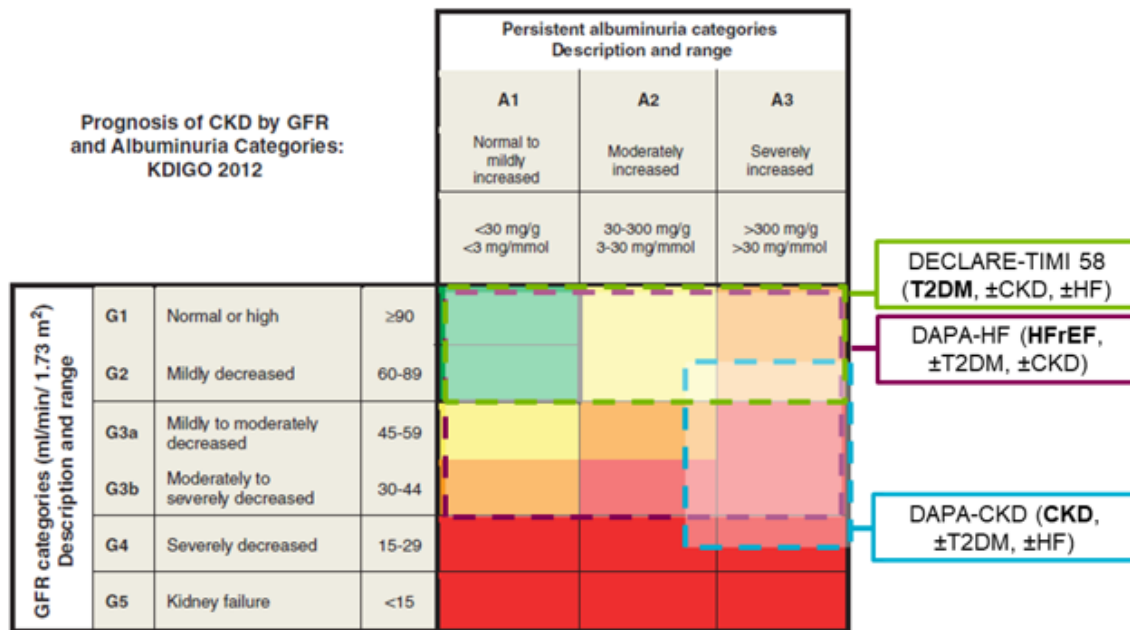 Prognosis of CKD by GFR
and Albuminuria Categories:
KDIGO 2012
Persistent albuminuria categories
Description and range
A1
A2
A3
Normal to
mildly
increased
Moderately
increased
Severely
increased
<30 mg/g
<3 mg/mmol
30-300 mg/g
3-30 mg/mmol
>300 mg/g
>30 mg/mmol
GFR categories (ml/min/ 1.73 m²)
Description and range
G1
Normal or high
≥90
G2
Mildly decreased
60-89
G3a
Mildly to moderately
decreased
45-59
G3b
Moderately to
severely decreased
30-44
G4
Severely decreased
15-29
G5
Kidney failure
<15
DECLARE-TIMI 58
(T2DM, ±CKD, ±HF)
DAPA-HF (HFrEF,
±T2DM, ±CKD)
DAPA-CKD (CKD,
±T2DM, ±HF)